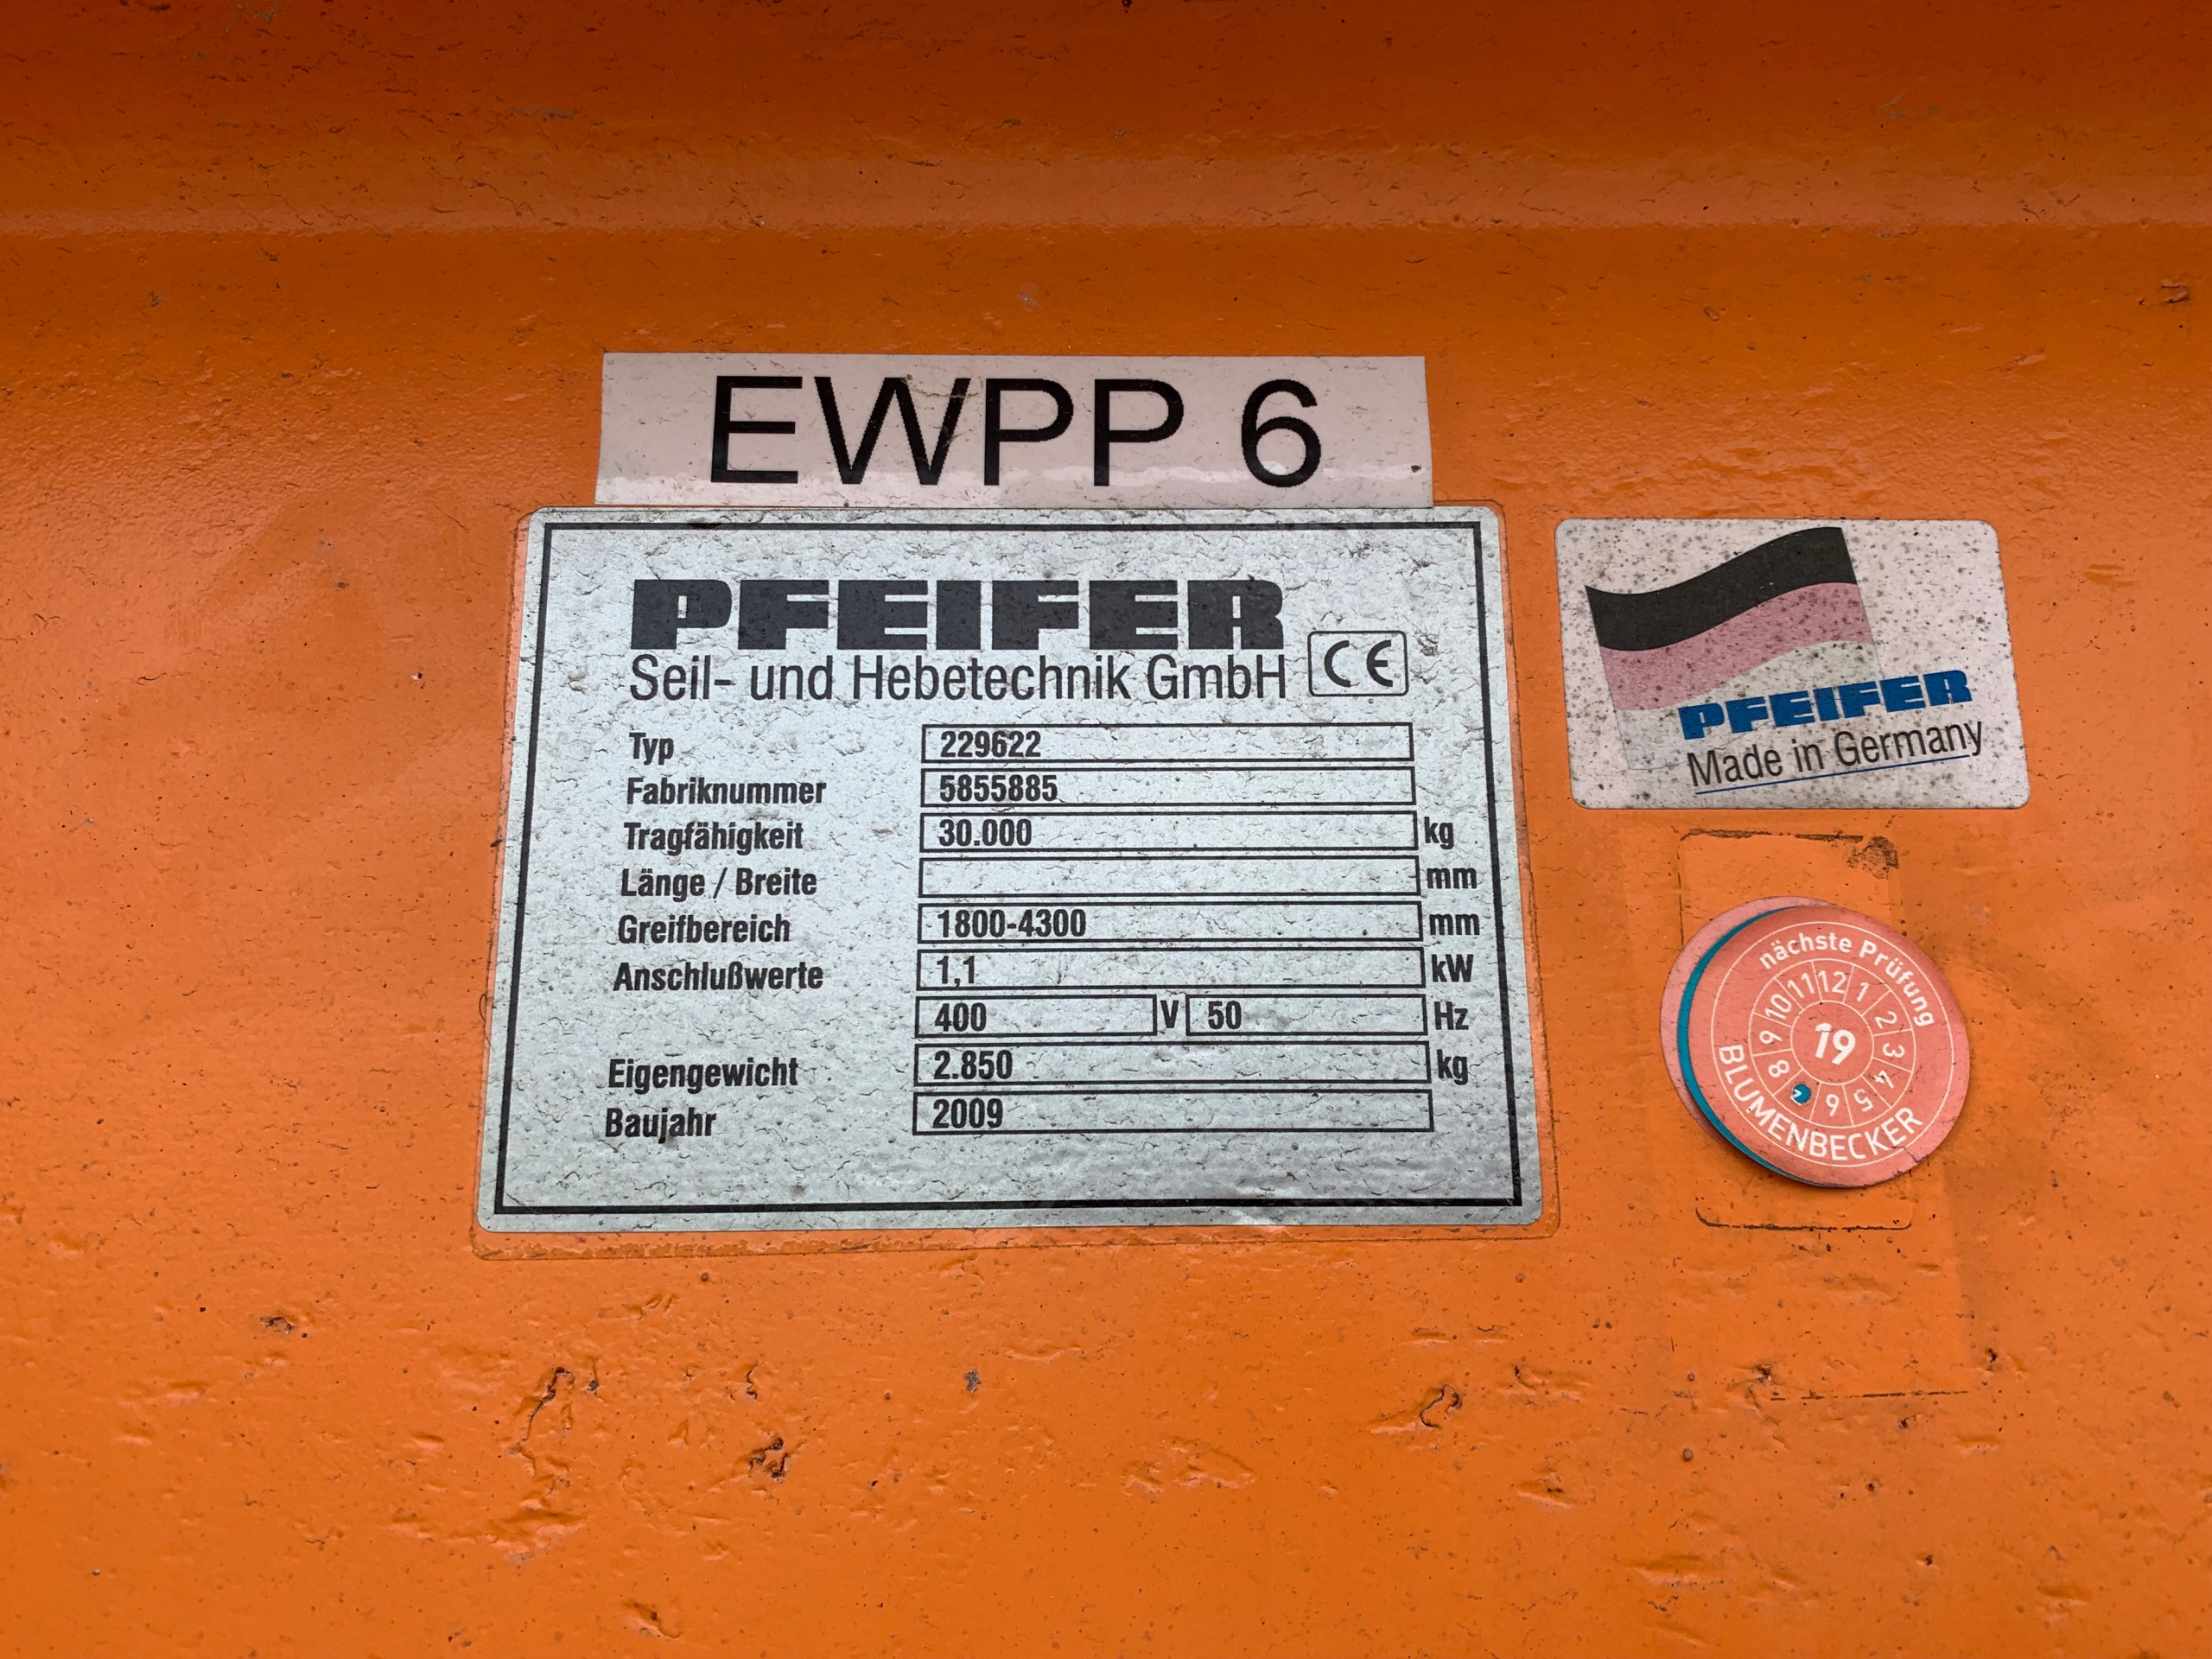 EWPP 6
PFEIFER
Seil- und Hebetechnik GmbH CE
Typ 229622
Fabriknummer 5855885
Tragfähigkeit 30.000 kg
Länge / Breite mm
Greifbereich 1800-4300 mm
Anschlußwerte 1,1 kW
400 V 50 Hz
Eigengewicht 2.850 kg
Baujahr 2009
PFEIFER
Made in Germany
nächste Prüfung
1 2 3 4 5 6 7 8 9 10 11 12
19
BLUMENBECKER